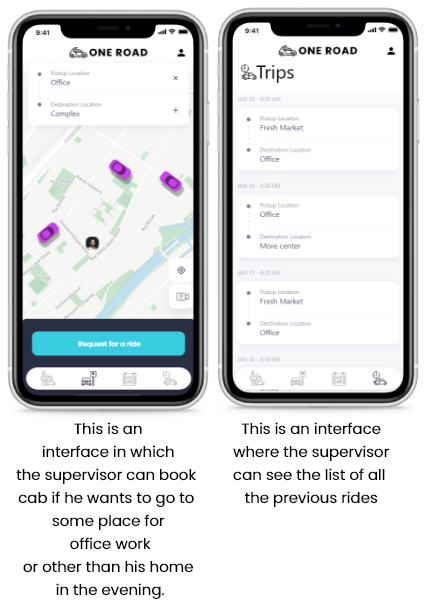 9:41
ONE ROAD
Pickup Location
Office
×
Destination Location
Complex
+
Request for a ride
This is an
interface in which
the supervisor can book
cab if he wants to go to
some place for
office work
or other than his home
in the evening.
9:41
ONE ROAD
Trips
JAN 10 - 9:30 AM
Pickup Location
Fresh Market
Destination Location
Office
JAN 10 - 5:30 PM
Pickup Location
Office
Destination Location
More center
JAN 11 - 9:30 AM
Pickup Location
Fresh Market
Destination Location
Office
JAN 10 - 5:30 PM
This is an interface
where the supervisor
can see the list of all
the previous rides